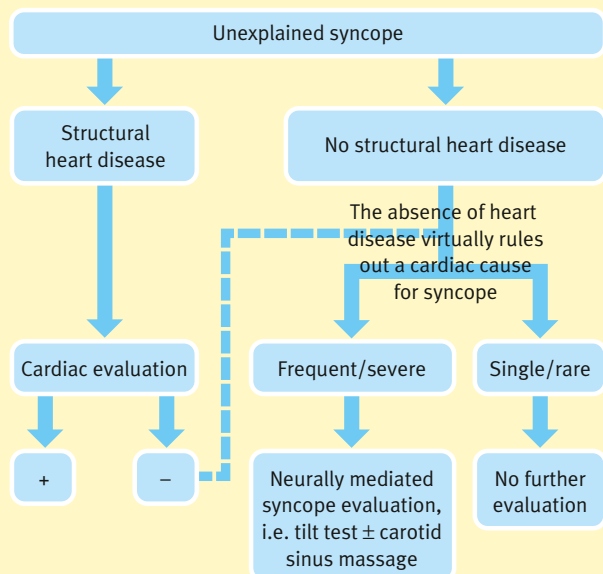 Unexplained syncope
Structural
heart disease
No structural heart disease
The absence of heart
disease virtually rules
out a cardiac cause
for syncope
Cardiac evaluation
Frequent/severe
Single/rare
+
−
Neurally mediated
syncope evaluation,
i.e. tilt test ± carotid
sinus massage
No further
evaluation